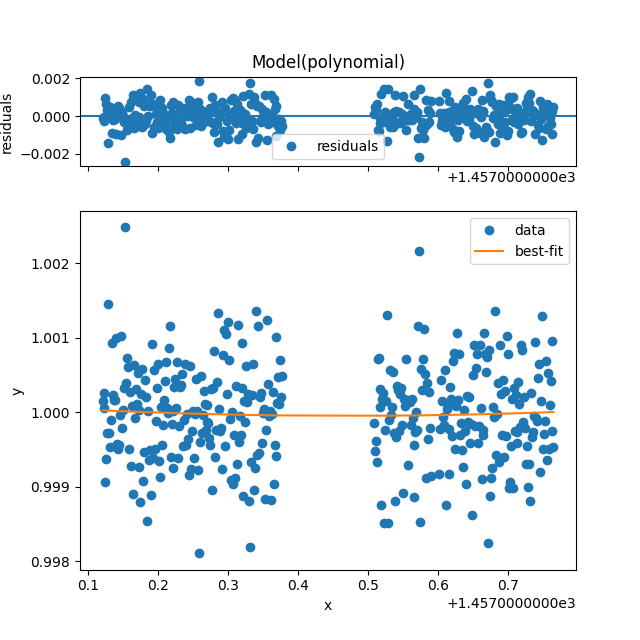 Model(polynomial)
0.002
0.000
−0.002
residuals
residuals
+1.4570000000e3
1.002
1.001
1.000
0.999
0.998
y
data
best-fit
0.1 0.2 0.3 0.4 0.5 0.6 0.7
x
+1.4570000000e3